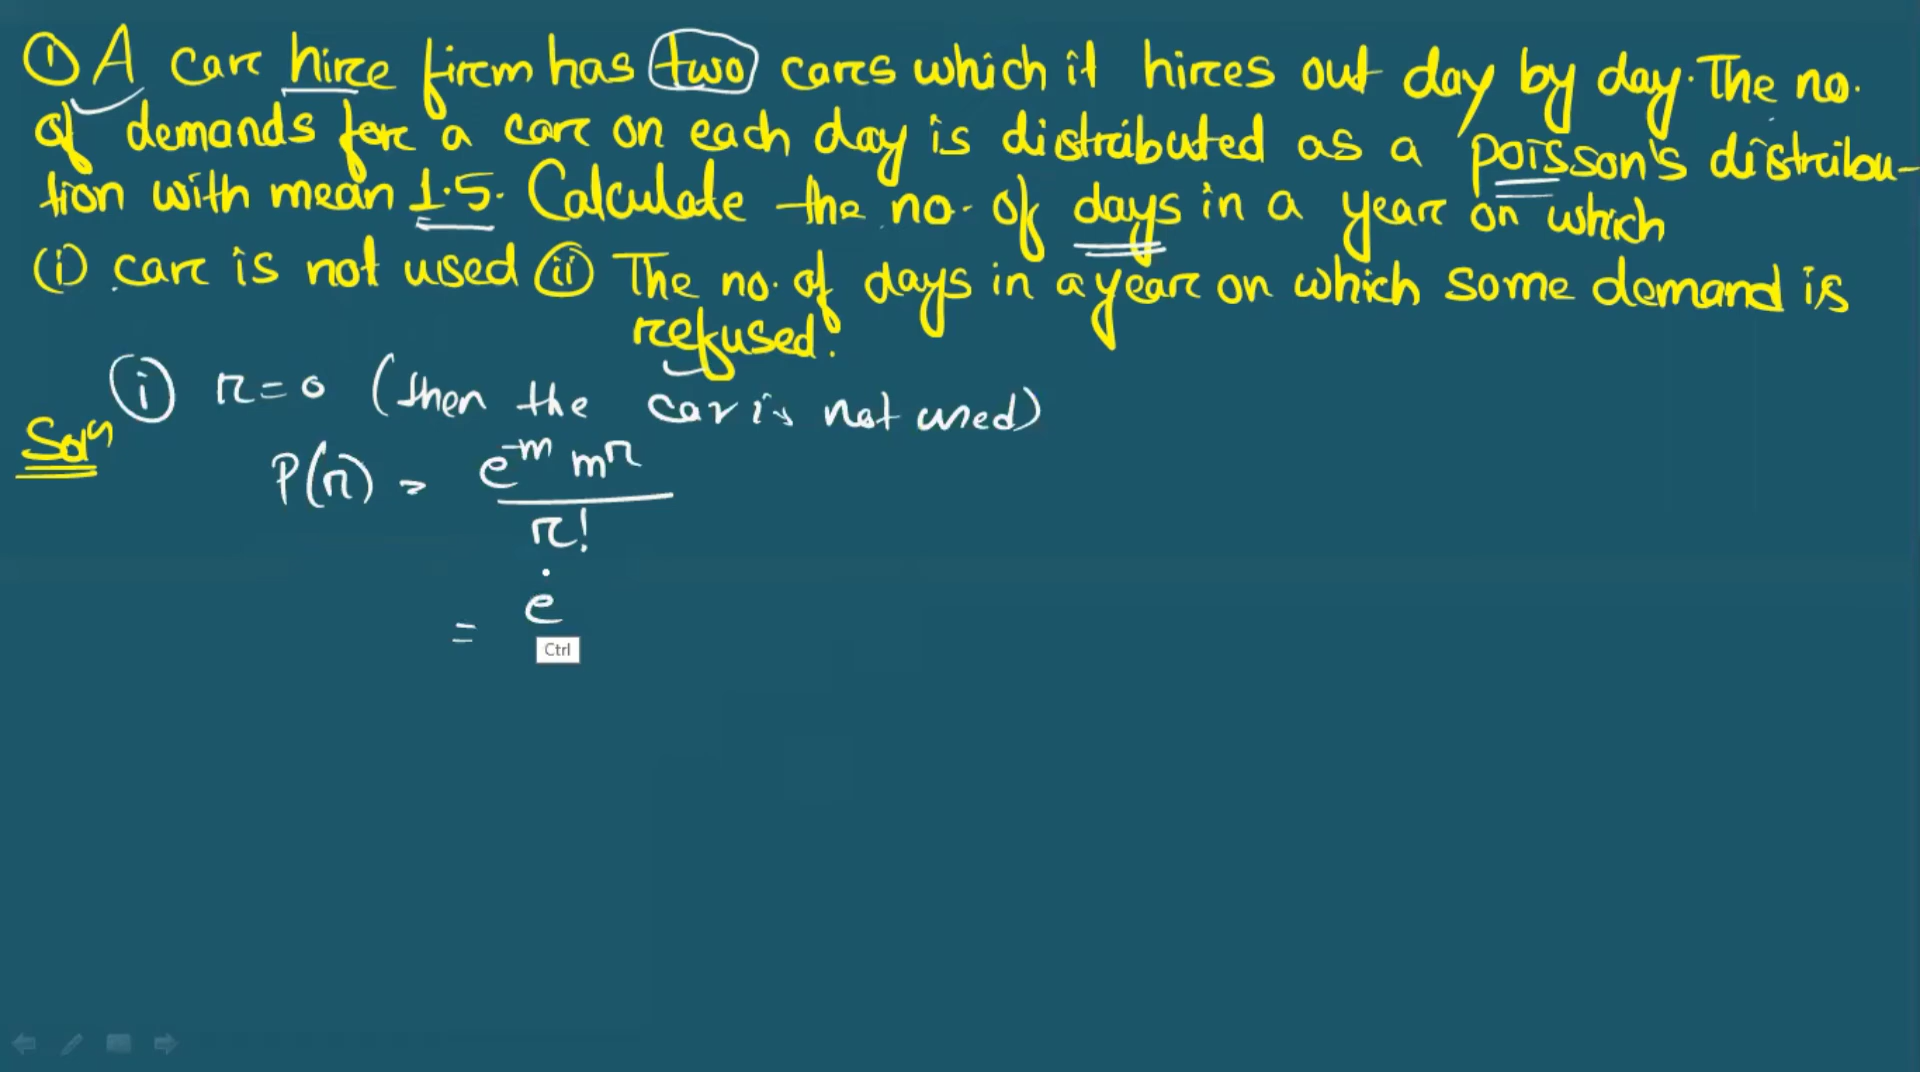 ① A car hire firm has two cars which it hires out day by day. The no.
of demands for a car on each day is distributed as a poisson's distribu-
tion with mean 1.5. Calculate the no. of days in a year on which
(i) car is not used (ii) The no. of days in a year on which some demand is
refused.
(i) r=0 (then the car is not used)
Solⁿ
P(r) = e^-m m^r / r!
= e
Ctrl